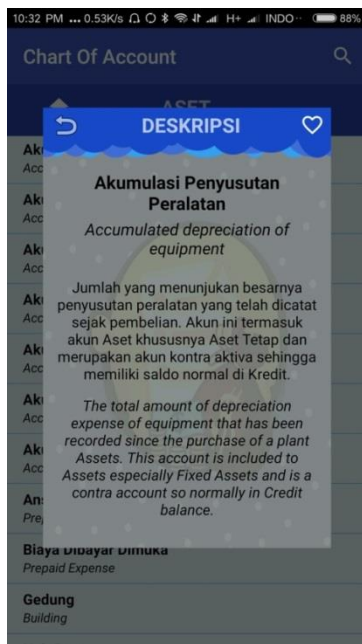 10:32 PM ... 0.53K/s H+ INDO·· 88%
Chart Of Account
ASET
DESKRIPSI
Akumulasi Penyusutan
Peralatan
Accumulated depreciation of
equipment
Jumlah yang menunjukan besarnya
penyusutan peralatan yang telah dicatat
sejak pembelian. Akun ini termasuk
akun Aset khususnya Aset Tetap dan
merupakan akun kontra aktiva sehingga
memiliki saldo normal di Kredit.
The total amount of depreciation
expense of equipment that has been
recorded since the purchase of a plant
Assets. This account is included to
Assets especially Fixed Assets and is a
contra account so normally in Credit
balance.
Biaya Dibayar Dimuka
Prepaid Expense
Gedung
Building